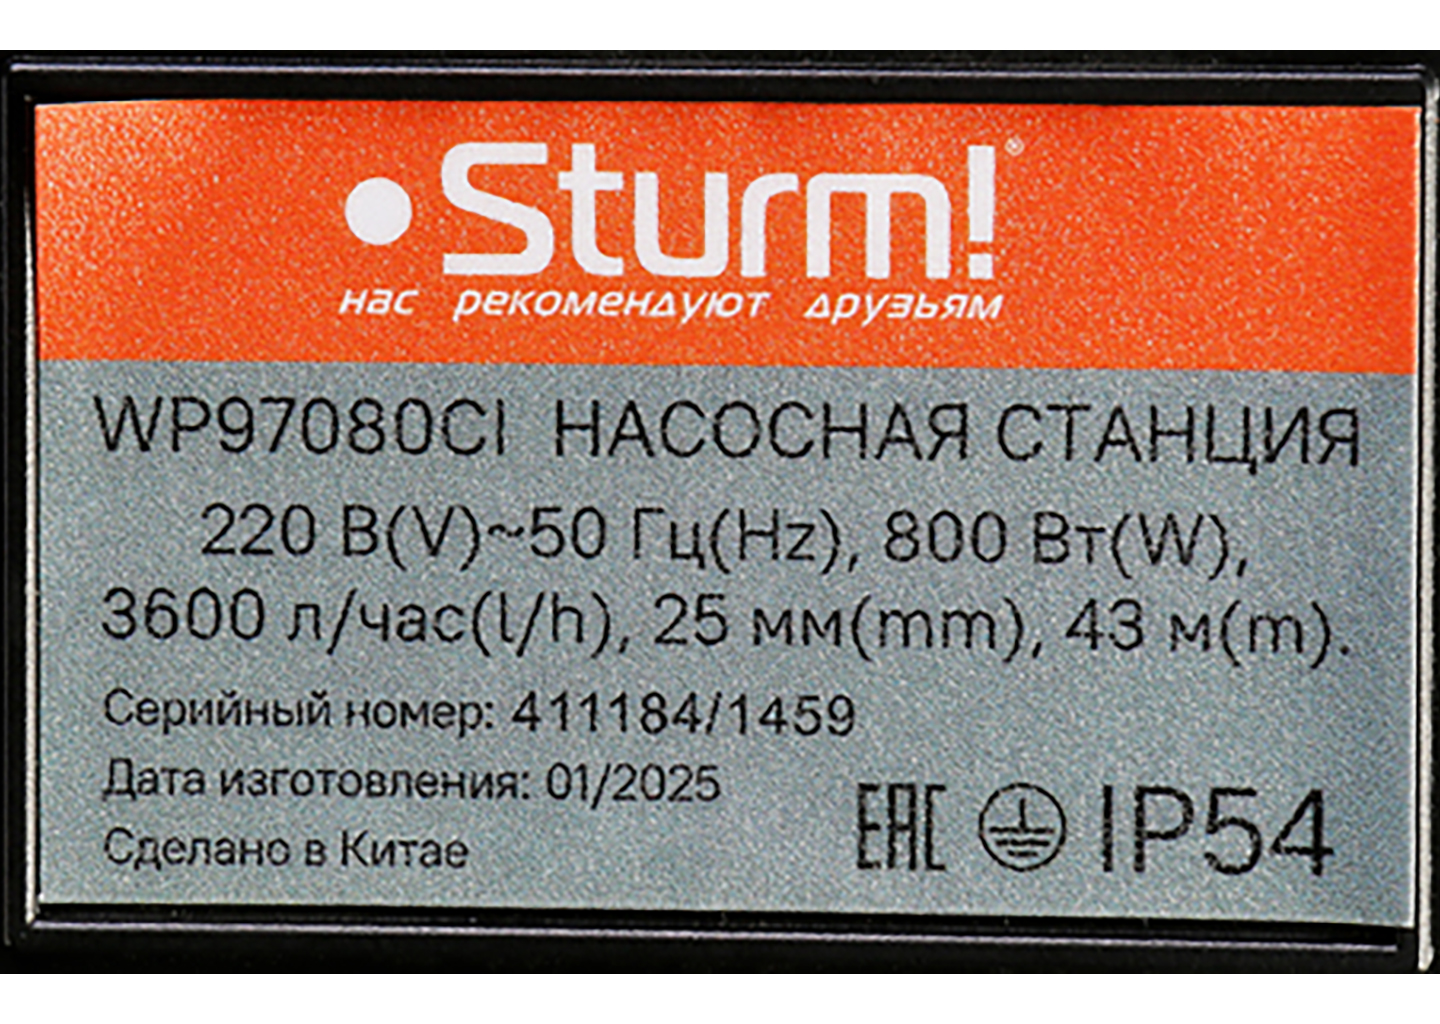 Sturm!®
нас рекомендуют друзьям
WP97080CI НАСОСНАЯ СТАНЦИЯ
220 В(V)~50 Гц(Hz), 800 Вт(W),
3600 л/час(l/h), 25 мм(mm), 43 м(m).
Серийный номер: 411184/1459
Дата изготовления: 01/2025
Сделано в Китае
EAC IP54